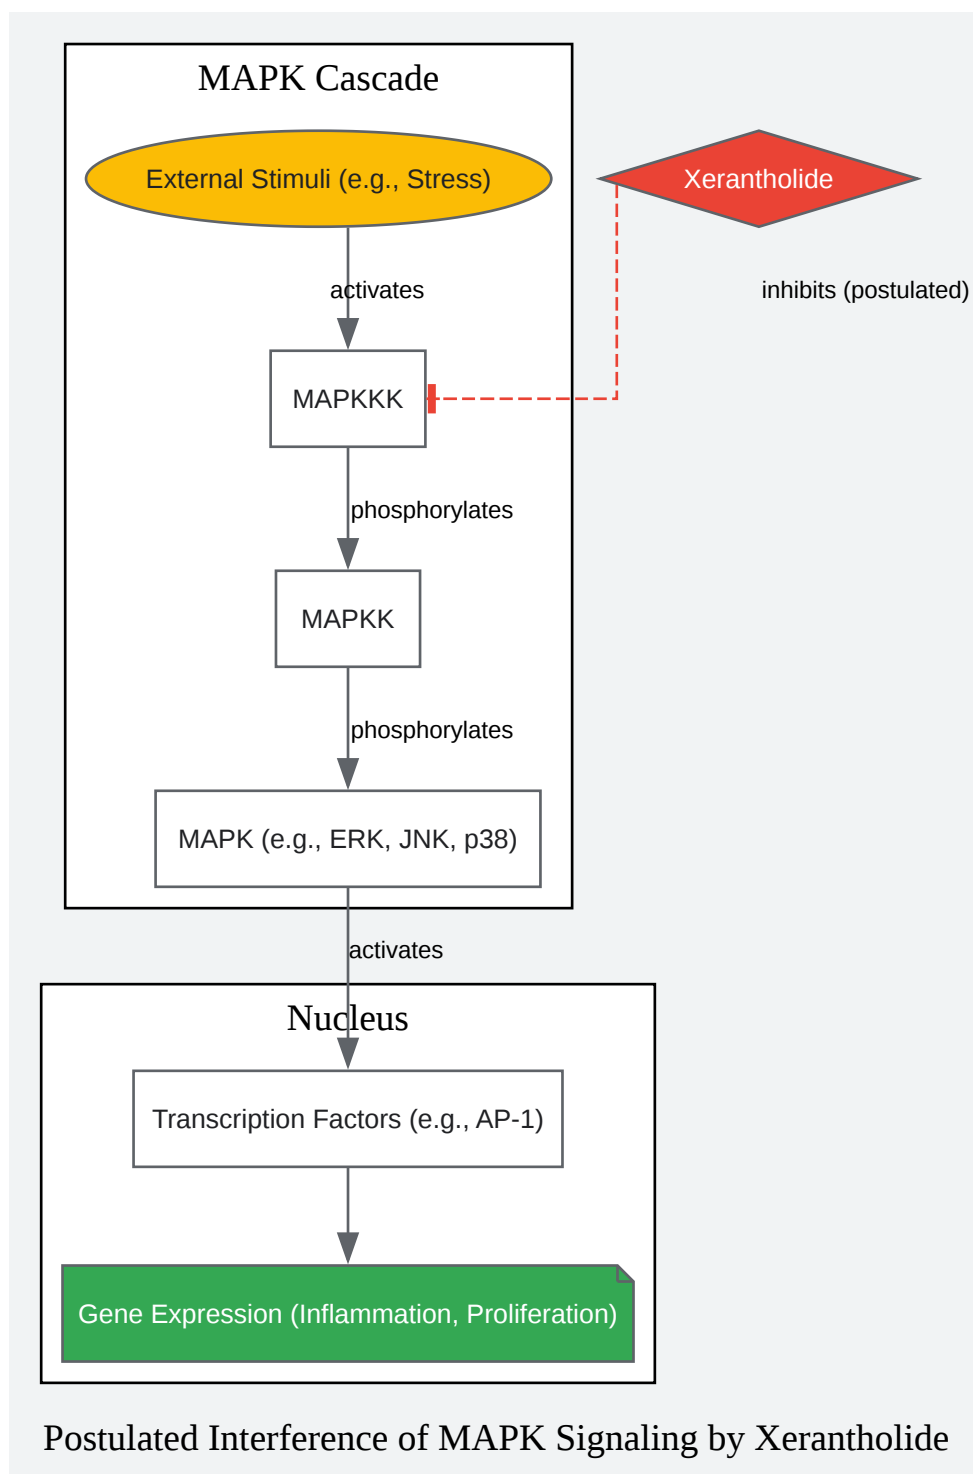 MAPK Cascade
External Stimuli (e.g., Stress)
Xerantholide
activates
inhibits (postulated)
MAPKKK
phosphorylates
MAPKK
phosphorylates
MAPK (e.g., ERK, JNK, p38)
activates
Nucleus
Transcription Factors (e.g., AP-1)
Gene Expression (Inflammation, Proliferation)
Postulated Interference of MAPK Signaling by Xerantholide